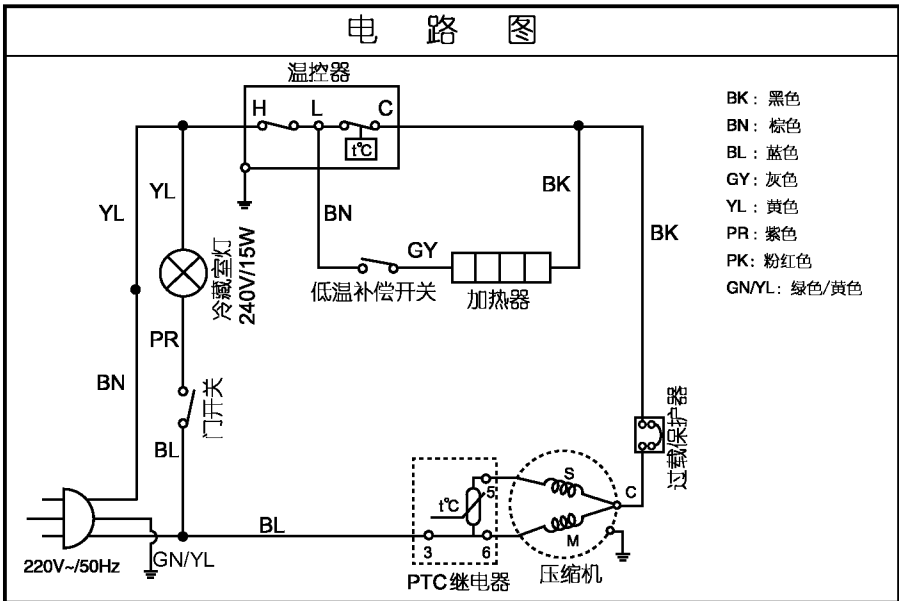 电 路 图
温控器
H L C
t℃
BK：黑色
BN：棕色
BL：蓝色
GY：灰色
YL：黄色
PR：紫色
PK：粉红色
GN/YL：绿色/黄色
YL
YL
BN
BK
BK
GY
冷藏室灯
240V/15W
低温补偿开关
加热器
PR
BN
门开关
BL
过载保护器
S
C
5
t℃
M
BL
3
6
220V~/50Hz
GN/YL
PTC继电器
压缩机